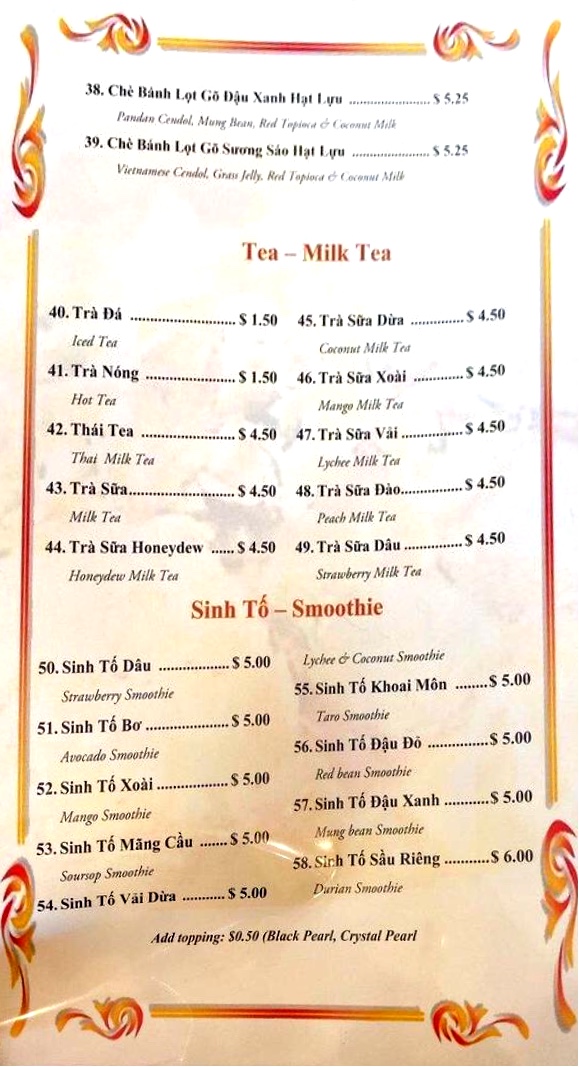 38. Chè Bánh Lọt Gõ Đậu Xanh Hạt Lựu ........................ $ 5.25
Pandan Cendol, Mung Bean, Red Tapioca & Coconut Milk
39. Chè Bánh Lọt Gõ Sương Sáo Hạt Lựu ....................... $ 5.25
Vietnamese Cendol, Grass Jelly, Red Tapioca & Coconut Milk
Tea – Milk Tea
40. Trà Đá ............................ $ 1.50
Iced Tea
41. Trà Nóng ........................ $ 1.50
Hot Tea
42. Thái Tea ......................... $ 4.50
Thai Milk Tea
43. Trà Sữa............................ $ 4.50
Milk Tea
44. Trà Sữa Honeydew ...... $ 4.50
Honeydew Milk Tea
45. Trà Sữa Dừa .............. $ 4.50
Coconut Milk Tea
46. Trà Sữa Xoài ............. $ 4.50
Mango Milk Tea
47. Trà Sữa Vải ................ $ 4.50
Lychee Milk Tea
48. Trà Sữa Đào................ $ 4.50
Peach Milk Tea
49. Trà Sữa Dâu ............... $ 4.50
Strawberry Milk Tea
Sinh Tố – Smoothie
50. Sinh Tố Dâu ................... $ 5.00
Strawberry Smoothie
51. Sinh Tố Bơ ...................... $ 5.00
Avocado Smoothie
52. Sinh Tố Xoài ................... $ 5.00
Mango Smoothie
53. Sinh Tố Mãng Cầu ....... $ 5.00
Soursop Smoothie
54. Sinh Tố Vải Dừa ........... $ 5.00
Lychee & Coconut Smoothie
55. Sinh Tố Khoai Môn ........ $ 5.00
Taro Smoothie
56. Sinh Tố Đậu Đỏ ................ $ 5.00
Red bean Smoothie
57. Sinh Tố Đậu Xanh ............ $ 5.00
Mung bean Smoothie
58. Sinh Tố Sầu Riêng ............ $ 6.00
Durian Smoothie
Add topping: $0.50 (Black Pearl, Crystal Pearl